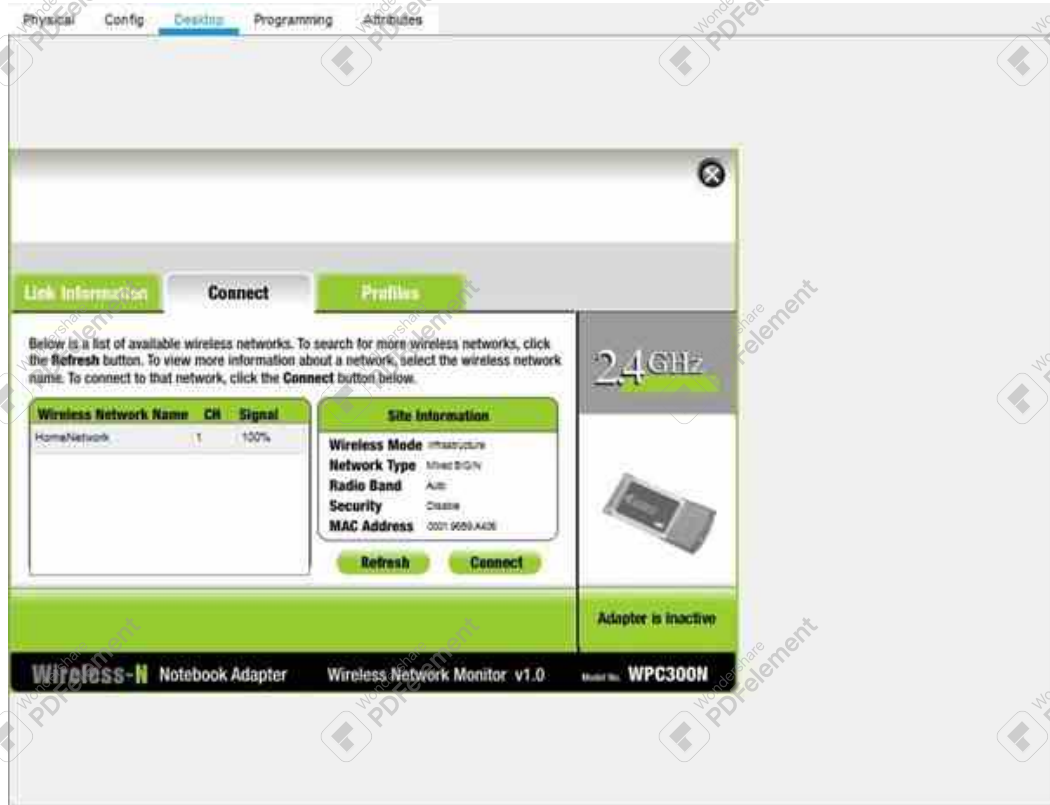 Physical Config Desktop Programming Attributes
Link Information Connect Profiles
Below is a list of available wireless networks. To search for more wireless networks, click
the Refresh button. To view more information about a network, select the wireless network
name. To connect to that network, click the Connect button below.
2.4GHz
Wireless Network Name CH Signal
HomeNetwork 1 100%
Site Information
Wireless Mode Infrastructure
Network Type Mixed B/G/N
Radio Band Auto
Security Disable
MAC Address
Refresh Connect
Adapter is Inactive
Wireless-N Notebook Adapter Wireless Network Monitor v1.0 Model No. WPC300N
Wondershare
PDFelement